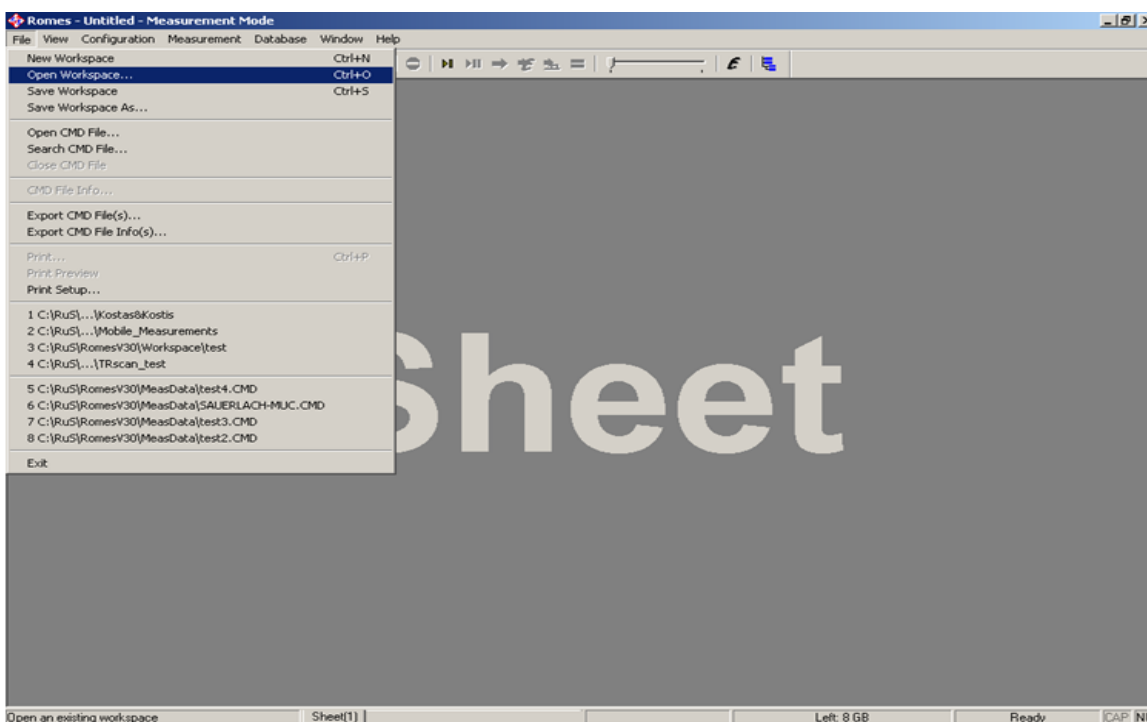 Romes - Untitled - Measurement Mode
File View Configuration Measurement Database Window Help
New Workspace Ctrl+N
Open Workspace... Ctrl+O
Save Workspace Ctrl+S
Save Workspace As...
Open CMD File...
Search CMD File...
Close CMD File
CMD File Info...
Export CMD File(s)...
Export CMD File Info(s)...
Print... Ctrl+P
Print Preview
Print Setup...
1 C:\RuS\...\Kostas&Kostis
2 C:\RuS\...\Mobile_Measurements
3 C:\RuS\RomesV30\Workspace\test
4 C:\RuS\...\TRscan_test
5 C:\RuS\RomesV30\MeasData\test4.CMD
6 C:\RuS\RomesV30\MeasData\SAUERLACH-MUC.CMD
7 C:\RuS\RomesV30\MeasData\test3.CMD
8 C:\RuS\RomesV30\MeasData\test2.CMD
Exit
Sheet
Open an existing workspace Sheet(1) Left: 8 GB Ready CAP N